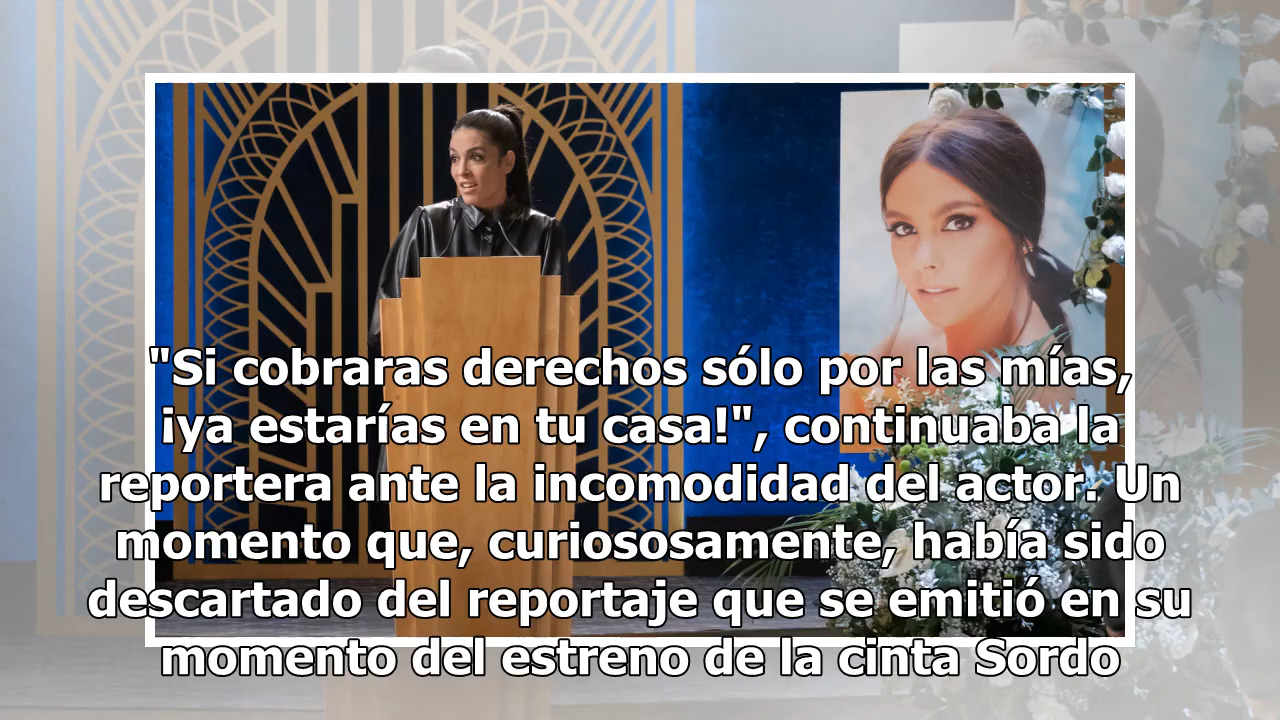 "Si cobraras derechos sólo por las mías,
¡ya estarías en tu casa!", continuaba la
reportera ante la incomodidad del actor. Un
momento que, curiososamente, había sido
descartado del reportaje que se emitió en su
momento del estreno de la cinta Sordo